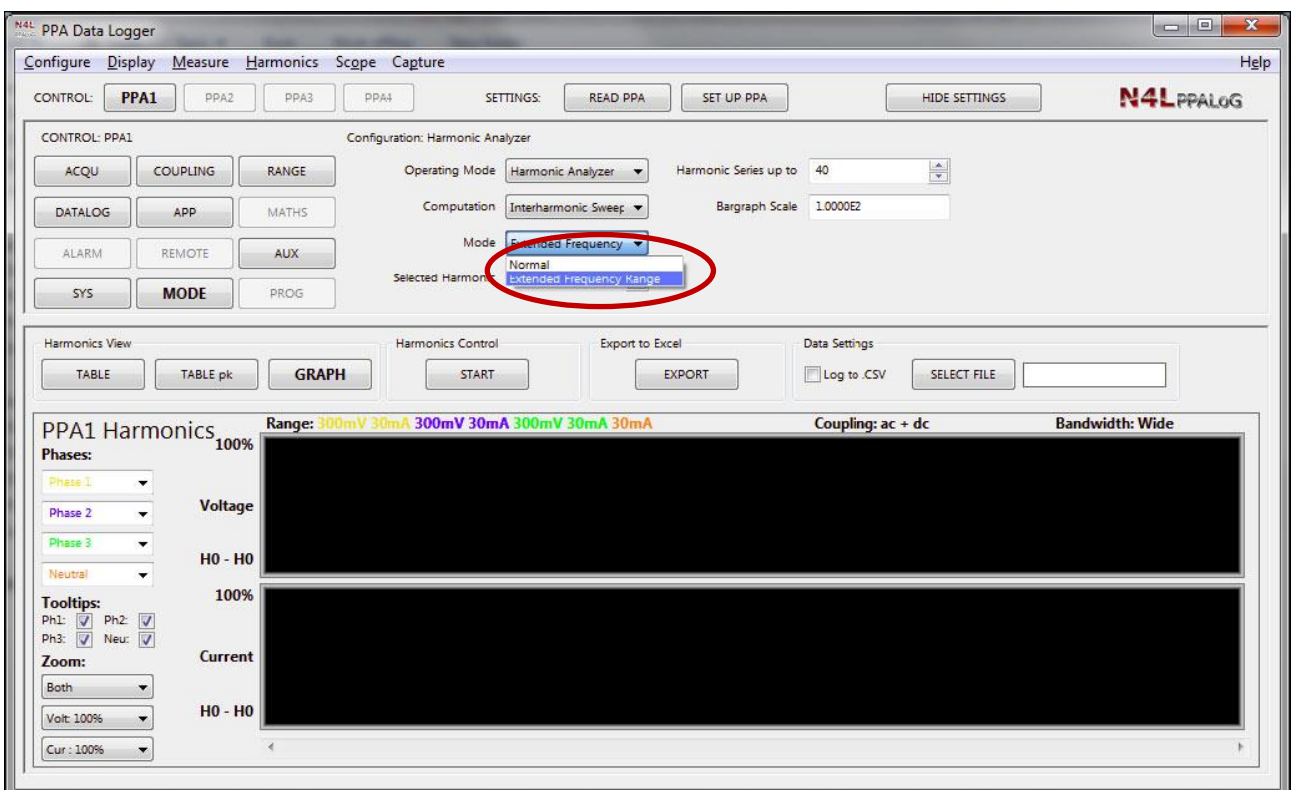 N4L PPA Data Logger
Configure Display Measure Harmonics Scope Capture Help
CONTROL: PPA1 PPA2 PPA3 PPA4 SETTINGS: READ PPA SET UP PPA HIDE SETTINGS N4L PPALoG
CONTROL: PPA1 Configuration: Harmonic Analyzer
ACQU COUPLING RANGE Operating Mode Harmonic Analyzer Harmonic Series up to 40
DATALOG APP MATHS Computation Interharmonic Sweep Bargraph Scale 1.0000E2
ALARM REMOTE AUX Mode Extended Frequency
Normal
Selected Harmonic Extended Frequency Range
SYS MODE PROG
Harmonics View Harmonics Control Export to Excel Data Settings
TABLE TABLE pk GRAPH START EXPORT Log to .CSV SELECT FILE
PPA1 Harmonics Range: 300mV 30mA 300mV 30mA 300mV 30mA 30mA Coupling: ac + dc Bandwidth: Wide
100%
Phases:
Phase 1
Phase 2 Voltage
Phase 3
H0 - H0
Neutral
Tooltips: 100%
Ph1: Ph2:
Ph3: Neu:
Zoom: Current
Both
Volt: 100% H0 - H0
Cur : 100%